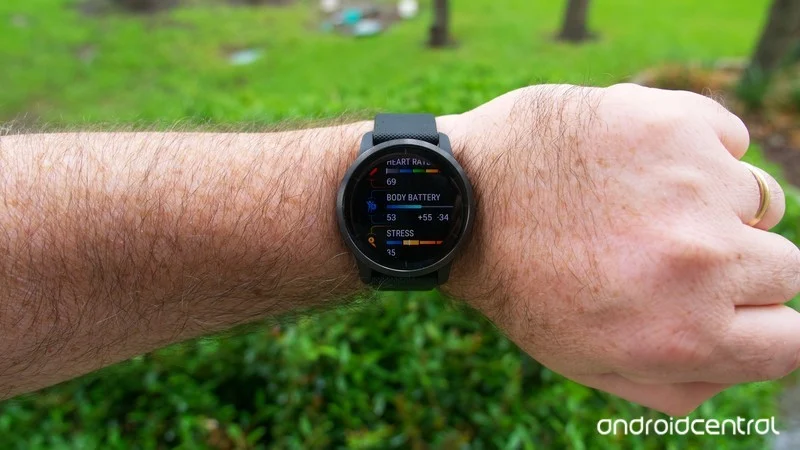 HEART RATE
69
BODY BATTERY
53 +55 -34
STRESS
35
androidcentral